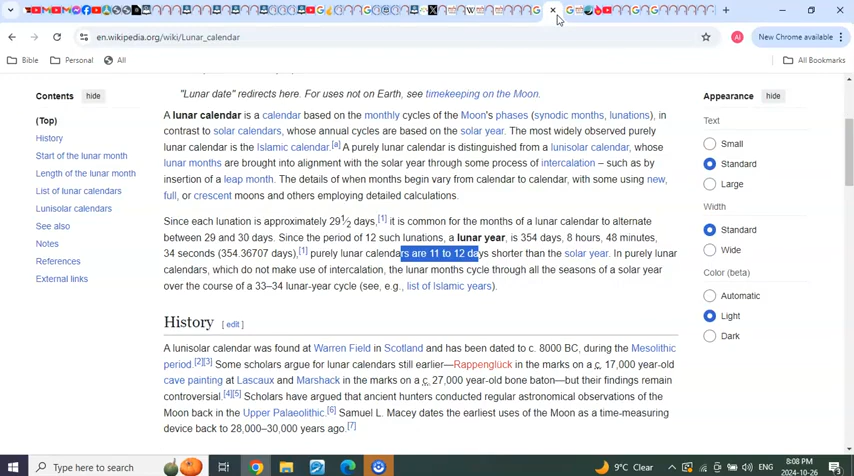 en.wikipedia.org/wiki/Lunar_calendar
AI
New Chrome available
Bible
Personal
All
All Bookmarks
"Lunar date" redirects here. For uses not on Earth, see timekeeping on the Moon.
Contents hide
(Top)
History
Start of the lunar month
Length of the lunar month
List of lunar calendars
Lunisolar calendars
See also
Notes
References
External links
A lunar calendar is a calendar based on the monthly cycles of the Moon's phases (synodic months, lunations), in
contrast to solar calendars, whose annual cycles are based on the solar year. The most widely observed purely
lunar calendar is the Islamic calendar.[a] A purely lunar calendar is distinguished from a lunisolar calendar, whose
lunar months are brought into alignment with the solar year through some process of intercalation – such as by
insertion of a leap month. The details of when months begin vary from calendar to calendar, with some using new,
full, or crescent moons and others employing detailed calculations.
Since each lunation is approximately 29 1⁄2 days,[1] it is common for the months of a lunar calendar to alternate
between 29 and 30 days. Since the period of 12 such lunations, a lunar year, is 354 days, 8 hours, 48 minutes,
34 seconds (354.36707 days),[1] purely lunar calendars are 11 to 12 days shorter than the solar year. In purely lunar
calendars, which do not make use of intercalation, the lunar months cycle through all the seasons of a solar year
over the course of a 33–34 lunar-year cycle (see, e.g., list of Islamic years).
History [ edit ]
A lunisolar calendar was found at Warren Field in Scotland and has been dated to c. 8000 BC, during the Mesolithic
period.[2][3] Some scholars argue for lunar calendars still earlier—Rappenglück in the marks on a c. 17,000 year-old
cave painting at Lascaux and Marshack in the marks on a c. 27,000 year-old bone baton—but their findings remain
controversial.[4][5] Scholars have argued that ancient hunters conducted regular astronomical observations of the
Moon back in the Upper Palaeolithic.[6] Samuel L. Macey dates the earliest uses of the Moon as a time-measuring
device back to 28,000–30,000 years ago.[7]
Appearance hide
Text
Small
Standard
Large
Width
Standard
Wide
Color (beta)
Automatic
Light
Dark
Type here to search
9°C Clear
ENG
8:08 PM
2024-10-26
3